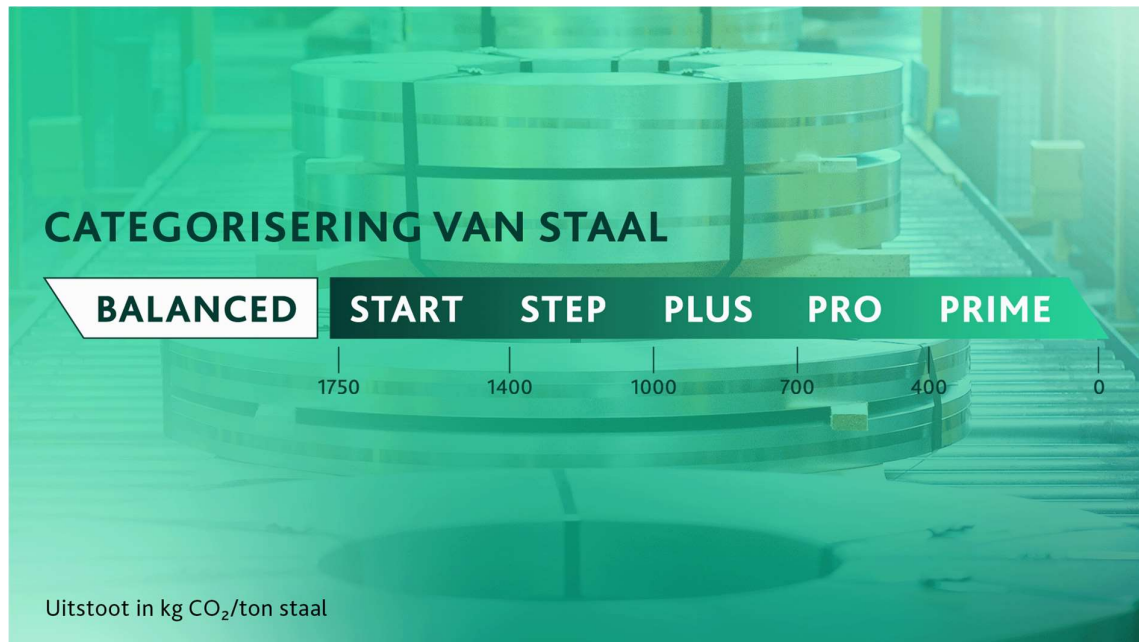 CATEGORISERING VAN STAAL
BALANCED START STEP PLUS PRO PRIME
1750 1400 1000 700 400 0
Uitstoot in kg CO₂/ton staal